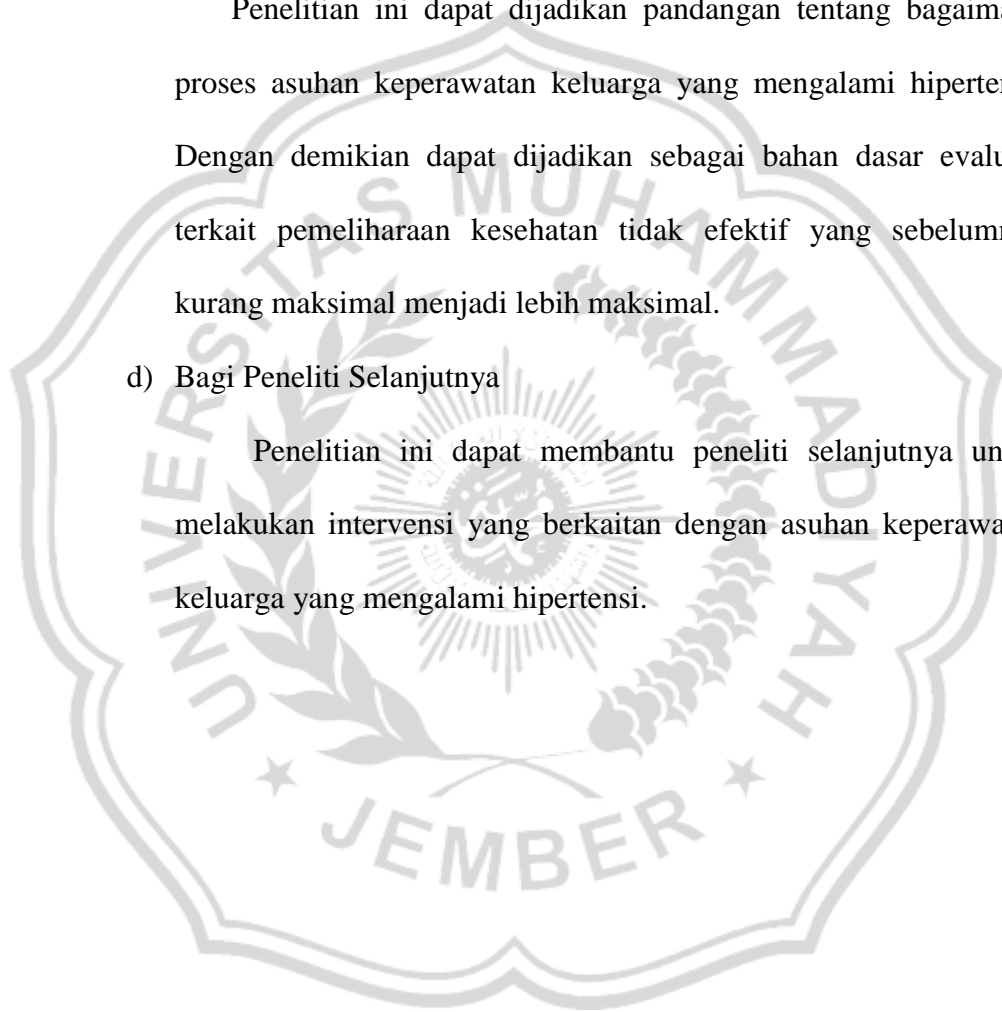 Penelitian ini dapat dijadikan pandangan tentang bagaima
proses asuhan keperawatan keluarga yang mengalami hiperten
Dengan demikian dapat dijadikan sebagai bahan dasar evalu
terkait pemeliharaan kesehatan tidak efektif yang sebelumn
kurang maksimal menjadi lebih maksimal.
d) Bagi Peneliti Selanjutnya
Penelitian ini dapat membantu peneliti selanjutnya un
melakukan intervensi yang berkaitan dengan asuhan keperawa
keluarga yang mengalami hipertensi.
UNIVERSITAS MUHAMMADIYAH
JEMBER